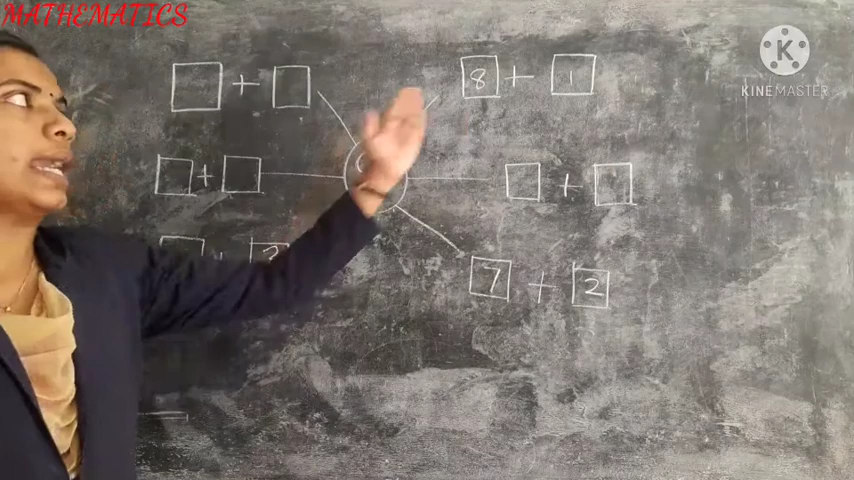 MATHEMATICS
K
KINEMASTER
□ + □
8 + 1
□ + □
□ + □
7 + 2